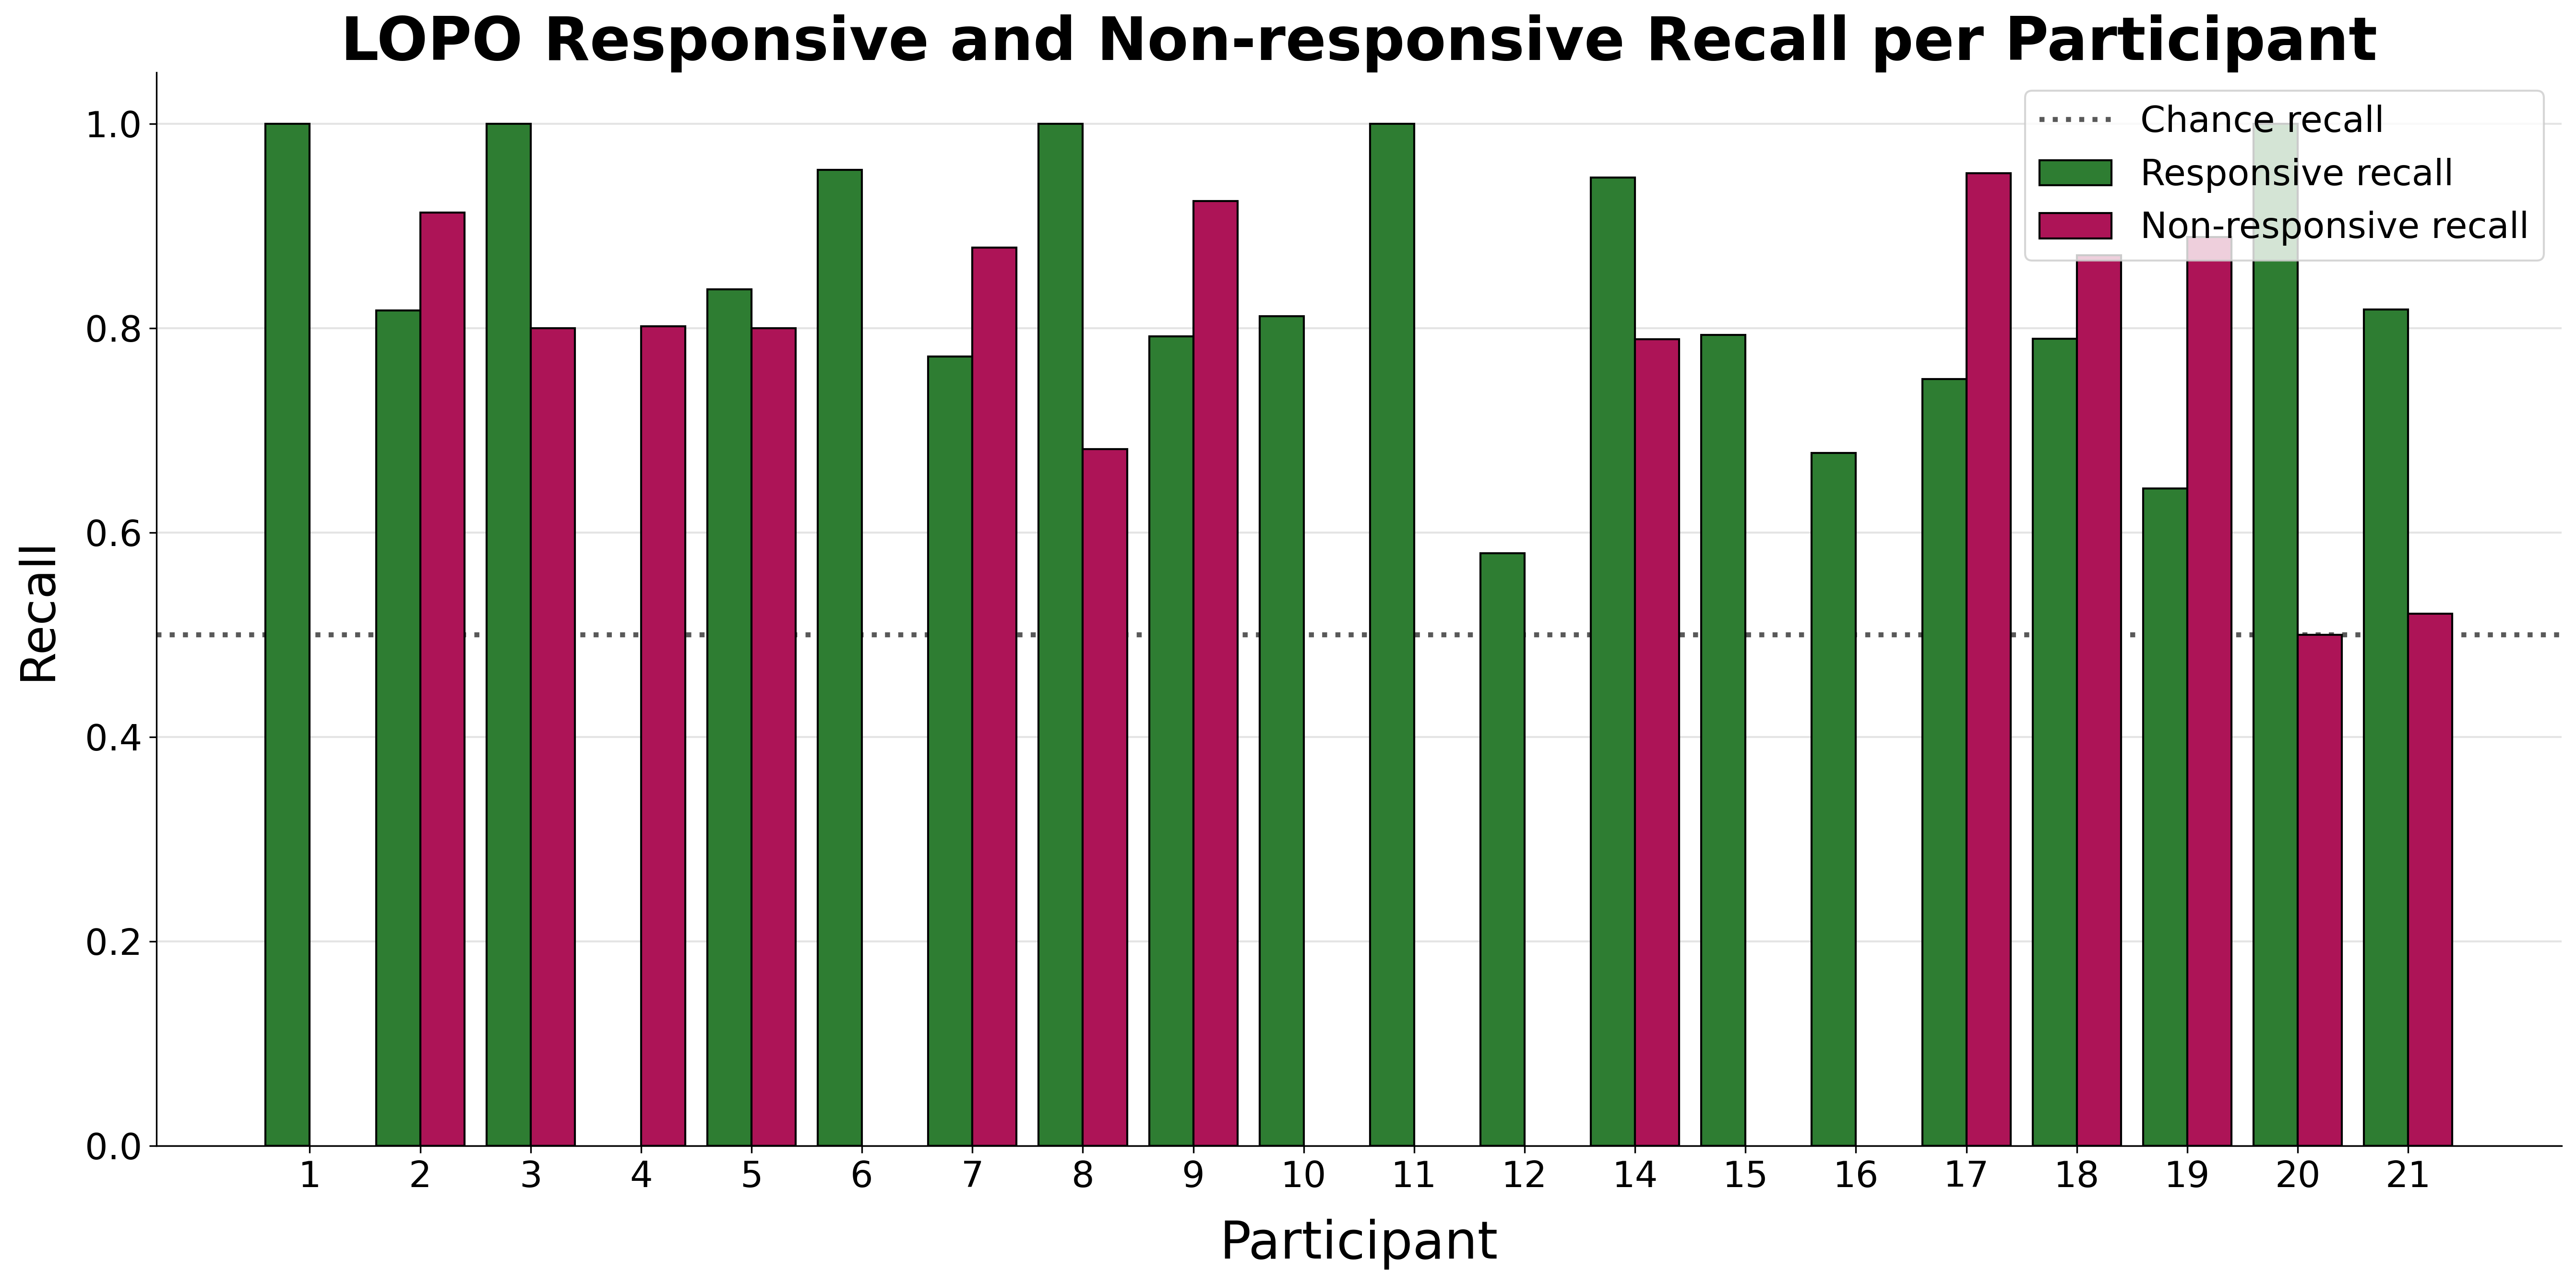 LOPO Responsive and Non-responsive Recall per Participant
Chance recall
Responsive recall
Non-responsive recall
1.0
0.8
0.6
0.4
0.2
0.0
Recall
1 2 3 4 5 6 7 8 9 10 11 12 14 15 16 17 18 19 20 21
Participant